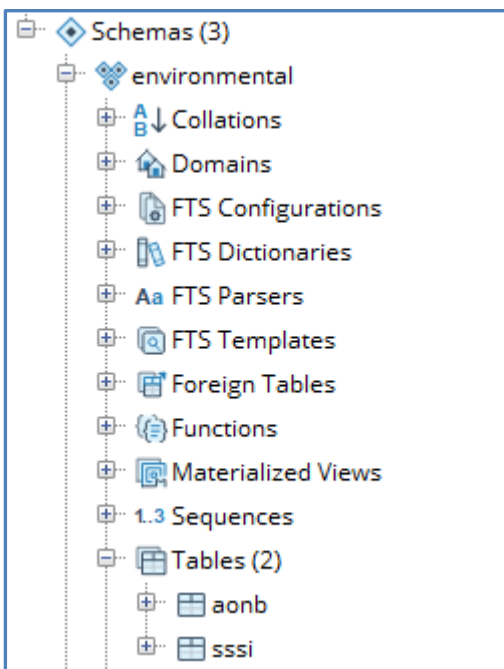 Schemas (3)
environmental
A B Collations
Domains
FTS Configurations
FTS Dictionaries
Aa FTS Parsers
FTS Templates
Foreign Tables
Functions
Materialized Views
1..3 Sequences
Tables (2)
aonb
sssi